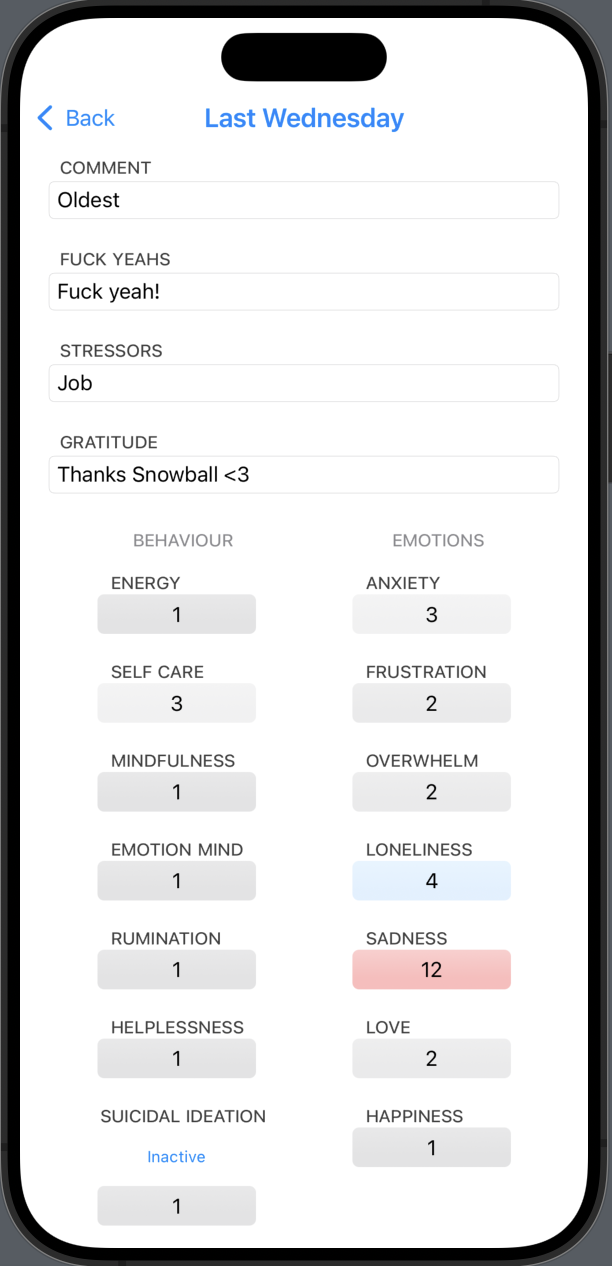 Back
Last Wednesday
COMMENT
Oldest
FUCK YEAHS
Fuck yeah!
STRESSORS
Job
GRATITUDE
Thanks Snowball <3
BEHAVIOUR
EMOTIONS
ENERGY
1
ANXIETY
3
SELF CARE
3
FRUSTRATION
2
MINDFULNESS
1
OVERWHELM
2
EMOTION MIND
1
LONELINESS
4
RUMINATION
1
SADNESS
12
HELPLESSNESS
1
LOVE
2
SUICIDAL IDEATION
Inactive
1
HAPPINESS
1